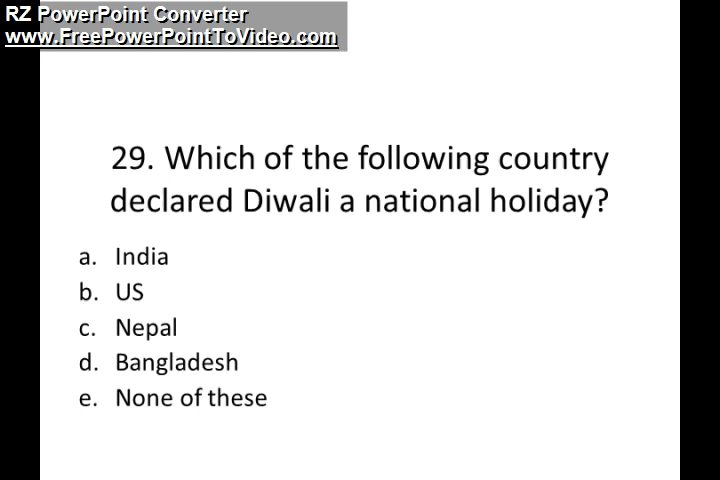 RZ PowerPoint Converter
www.FreePowerPointToVideo.com
29. Which of the following country
declared Diwali a national holiday?
a. India
b. US
c. Nepal
d. Bangladesh
e. None of these